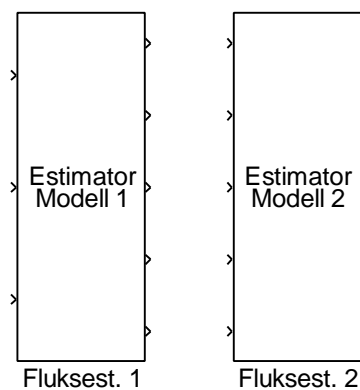 Estimator
Modell 1
Fluksest. 1
Estimator
Modell 2
Fluksest. 2